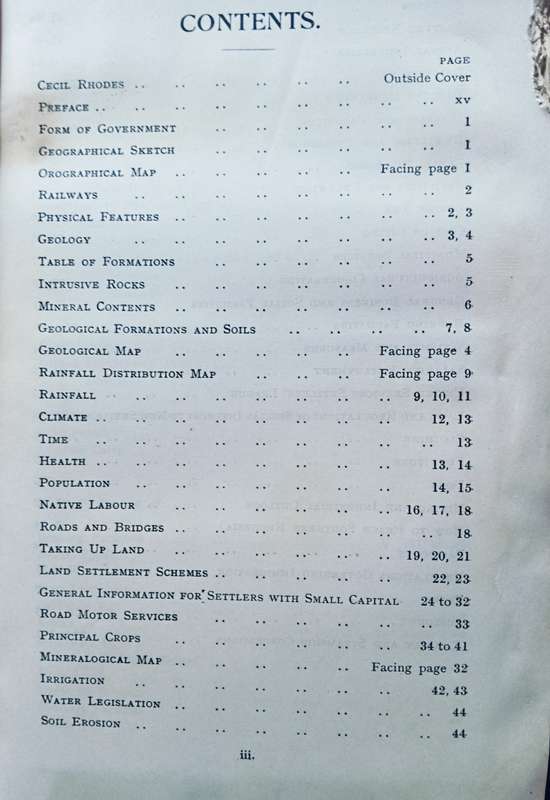 CONTENTS.
PAGE
CECIL RHODES .. .. .. .. .. .. Outside Cover
PREFACE .. .. .. .. .. .. .. .. xv
FORM OF GOVERNMENT .. .. .. .. .. .. 1
GEOGRAPHICAL SKETCH .. .. .. .. .. .. 1
OROGRAPHICAL MAP .. .. .. .. .. Facing page 1
RAILWAYS .. .. .. .. .. .. .. .. 2
PHYSICAL FEATURES .. .. .. .. .. .. .. 2, 3
GEOLOGY .. .. .. .. .. .. .. .. 3, 4
TABLE OF FORMATIONS .. .. .. .. .. .. 5
INTRUSIVE ROCKS .. .. .. .. .. .. .. 5
MINERAL CONTENTS .. .. .. .. .. .. .. 6
GEOLOGICAL FORMATIONS AND SOILS .. .. .. .. 7, 8
GEOLOGICAL MAP .. .. .. .. .. Facing page 4
RAINFALL DISTRIBUTION MAP .. .. .. Facing page 9
RAINFALL .. .. .. .. .. .. .. 9, 10, 11
CLIMATE .. .. .. .. .. .. .. .. 12, 13
TIME .. .. .. .. .. .. .. .. 13
HEALTH .. .. .. .. .. .. .. .. 13, 14
POPULATION .. .. .. .. .. .. .. 14, 15
NATIVE LABOUR .. .. .. .. .. .. 16, 17, 18
ROADS AND BRIDGES .. .. .. .. .. .. .. 18
TAKING UP LAND .. .. .. .. .. .. 19, 20, 21
LAND SETTLEMENT SCHEMES .. .. .. .. .. .. 22, 23
GENERAL INFORMATION FOR SETTLERS WITH SMALL CAPITAL 24 to 32
ROAD MOTOR SERVICES .. .. .. .. .. .. 33
PRINCIPAL CROPS .. .. .. .. .. .. 34 to 41
MINERALOGICAL MAP .. .. .. .. .. Facing page 32
IRRIGATION .. .. .. .. .. .. .. 42, 43
WATER LEGISLATION .. .. .. .. .. .. .. 44
SOIL EROSION .. .. .. .. .. .. .. .. 44
iii.